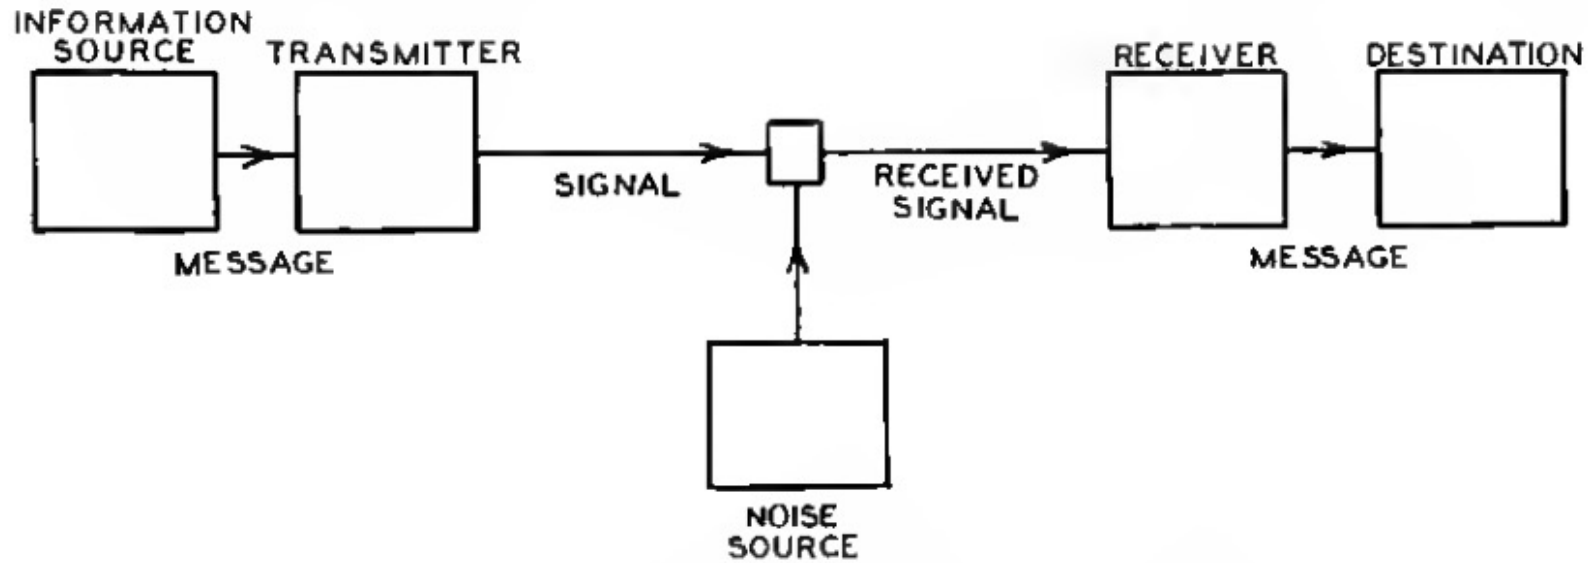 INFORMATION
SOURCE
TRANSMITTER
RECEIVER
DESTINATION
SIGNAL
RECEIVED
SIGNAL
MESSAGE
MESSAGE
NOISE
SOURCE